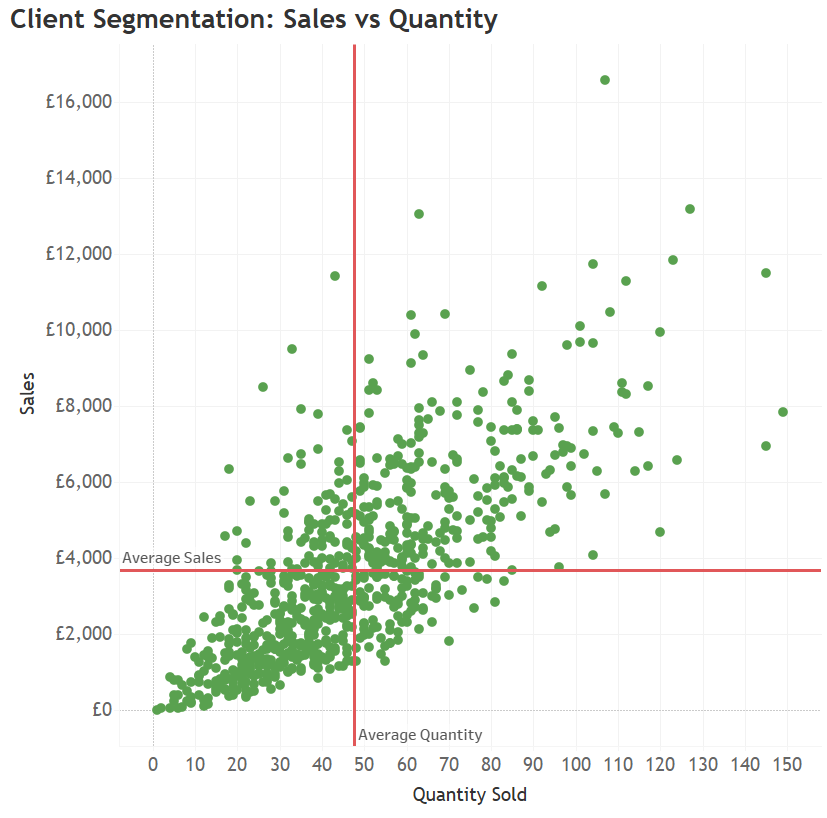 Client Segmentation: Sales vs Quantity
£16,000
£14,000
£12,000
£10,000
£8,000
£6,000
£4,000
£2,000
£0
Sales
Average Sales
Average Quantity
0 10 20 30 40 50 60 70 80 90 100 110 120 130 140 150
Quantity Sold